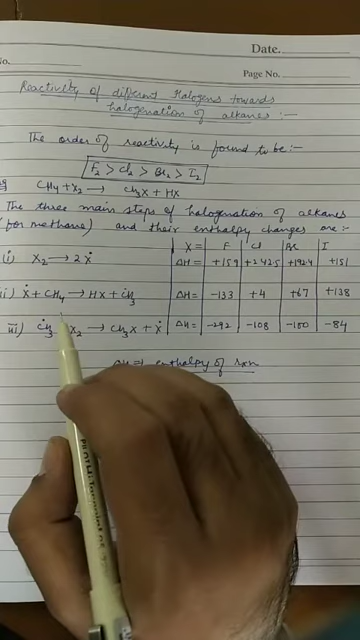 Date.
No.
Page No.
Reactivity of different Halogens towards
halogenation of alkanes :-
The order of reactivity is found to be:-
F₂ > Cl₂ > Br₂ > I₂
CH₄ + X₂ → CH₃X + HX
The three main steps of halogenation of alkanes
(for methane) and their enthalpy changes are:-
X = F Cl Br I
(i) X₂ → 2Ẋ ΔH = +159 +242.5 +192.4 +151
ii) Ẋ + CH₄ → HX + ĊH₃ ΔH = -133 +4 +67 +138
iii) ĊH₃ X₂ → CH₃X + Ẋ ΔH = -292 -108 -100 -84
ΔH ⇒ enthalpy of rxn